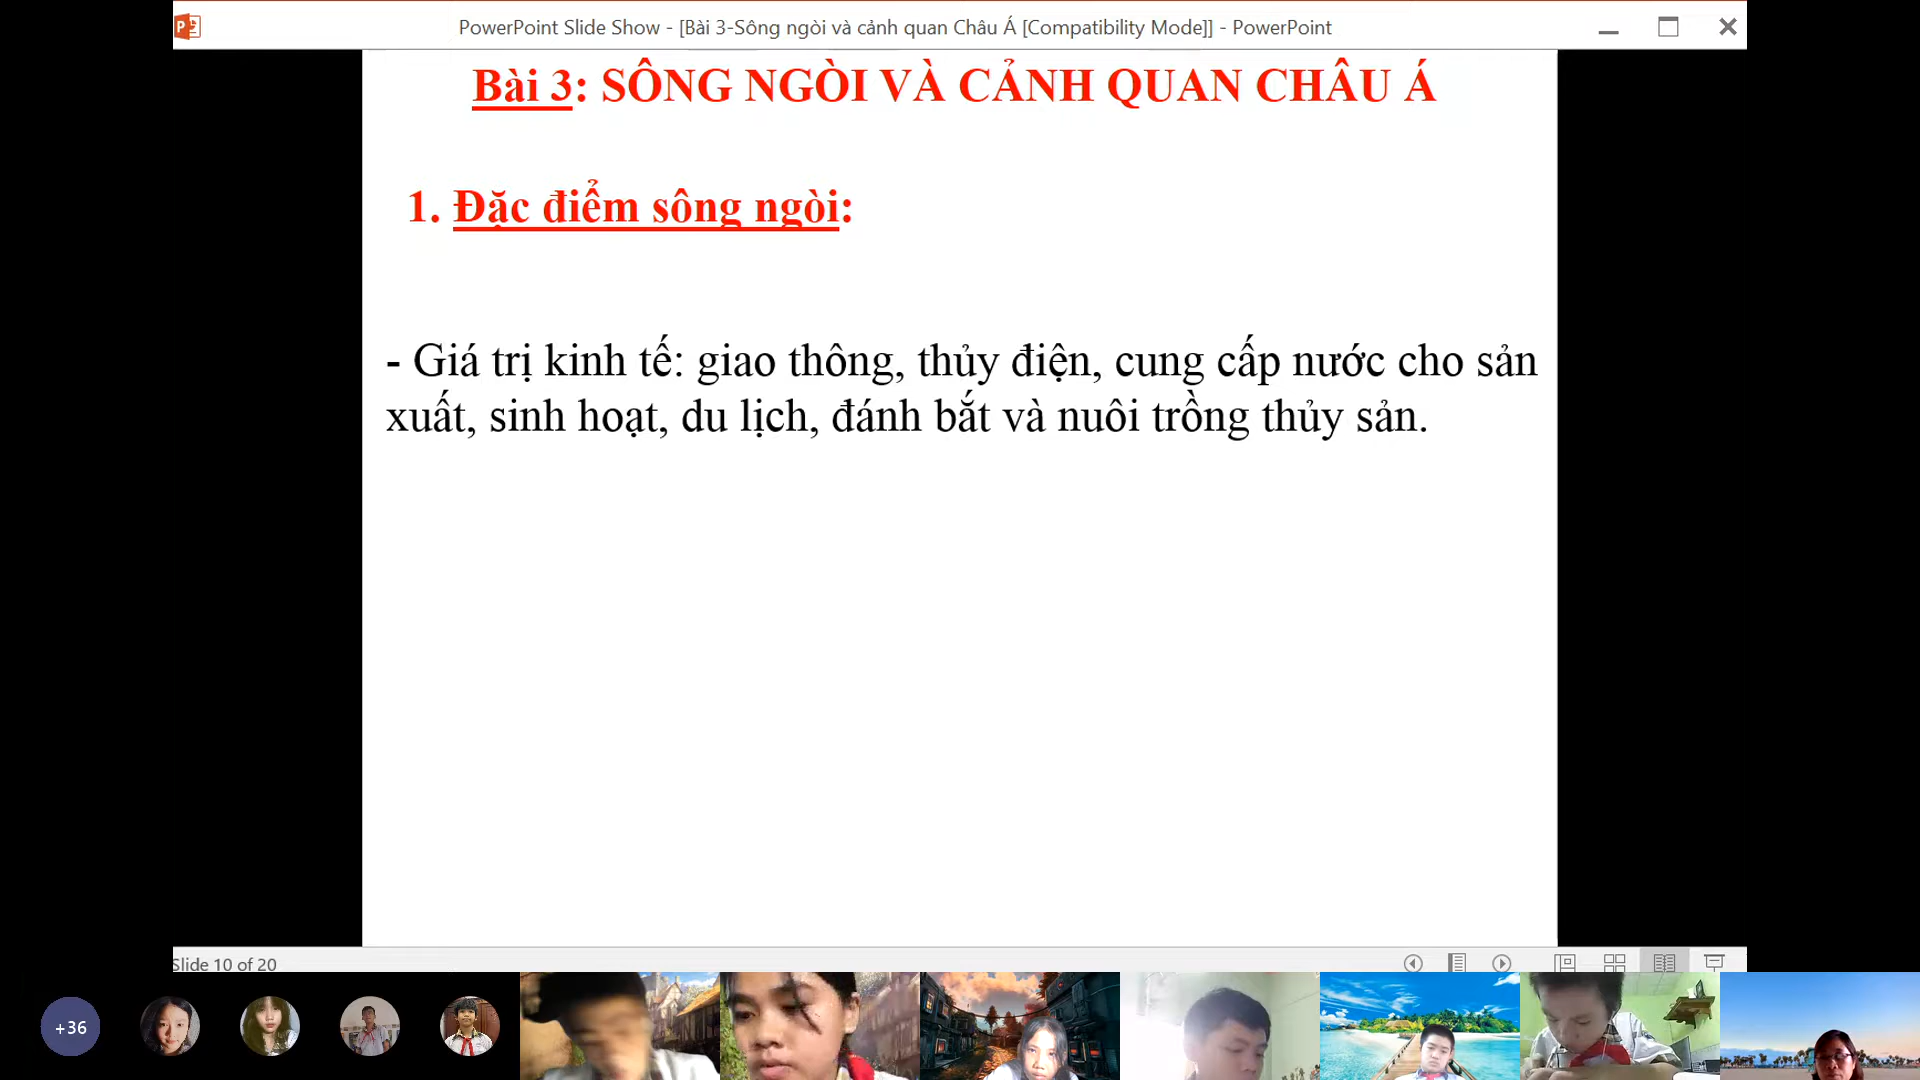 PowerPoint Slide Show - [Bài 3-Sông ngòi và cảnh quan Châu Á [Compatibility Mode]] - PowerPoint
Bài 3: SÔNG NGÒI VÀ CẢNH QUAN CHÂU Á
1. Đặc điểm sông ngòi:
- Giá trị kinh tế: giao thông, thủy điện, cung cấp nước cho sản
xuất, sinh hoạt, du lịch, đánh bắt và nuôi trồng thủy sản.
Slide 10 of 20
+36